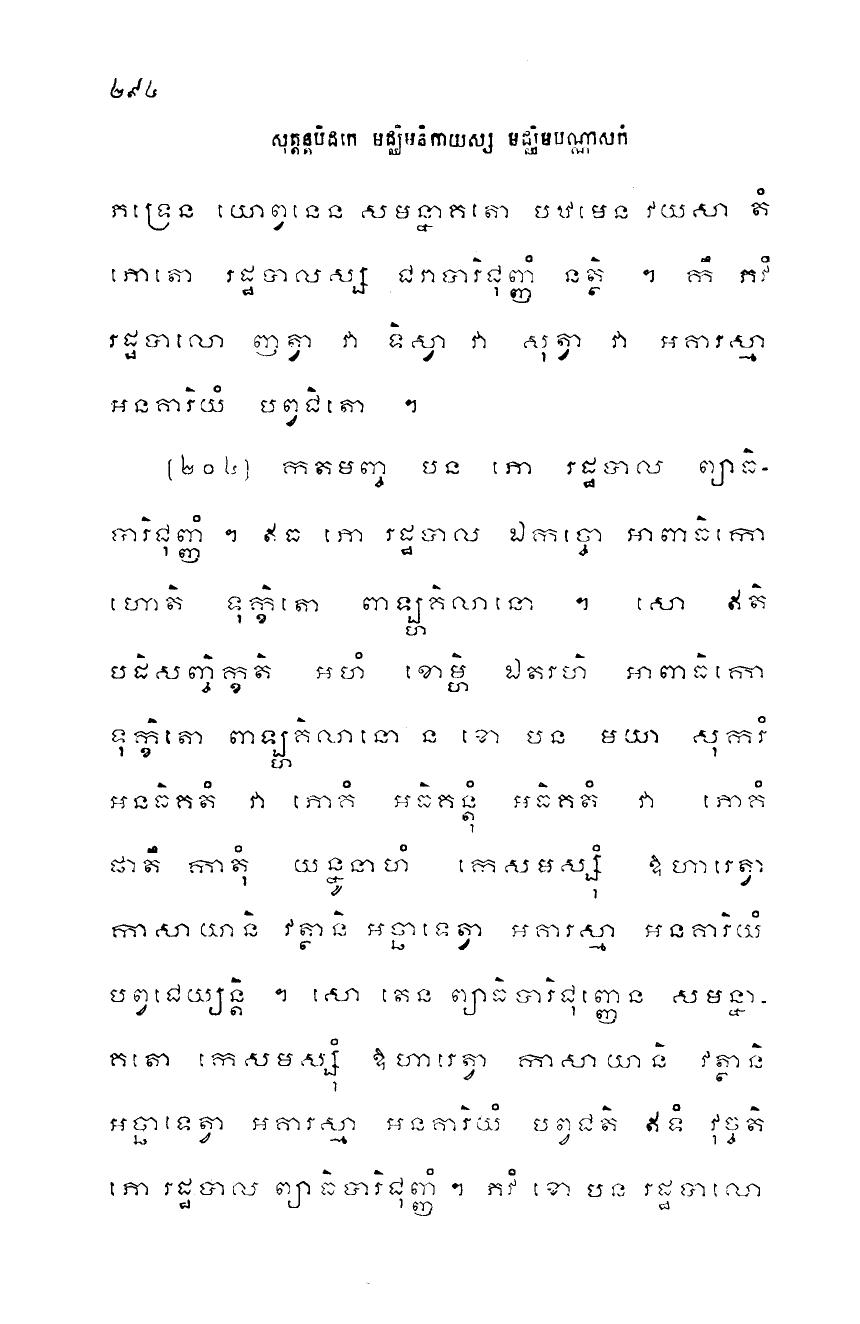 ២៩៤
សុត្តន្តបិដកេ មជ្ឈិមនិកាយស្ស មជ្ឈិមបណ្ណាសកំ
ភទ្រេន យោព្វនេន សមន្នាគតោ បឋមេន វយសា តំ
ភោតោ រដ្ឋបាលស្ស ជរាបារិជុញ្ញំ នត្ថិ ។ កឹ ភវំ
រដ្ឋបាលោ ញត្វា វា ទិស្វា វា សុត្វា វា អគារស្មា
អនគារិយំ បព្វជិតោ ។
[២០៤] កតមញ្ច បន ភោ រដ្ឋបាល ព្យាធិ-
បារិជុញ្ញំ ។ ឥធ ភោ រដ្ឋបាល ឯកច្ចោ អាពាធិកោ
ហោតិ ទុក្ខិតោ ពាឡ្ហគិលានោ ។ សោ ឥតិ
បដិសញ្ចិក្ខតិ អហំ ខោម្ហិ ឯតរហិ អាពាធិកោ
ទុក្ខិតោ ពាឡ្ហគិលានោ ន ខោ បន មយា សុករំ
អនធិគតំ វា ភោគំ អធិគន្តុំ អធិគតំ វា ភោគំ
ផាតឹ កាតុំ យន្នូនាហំ កេសមស្សុំ ឱហារេត្វា
កាសាយានិ វត្ថានិ អច្ឆាទេត្វា អគារស្មា អនគារិយំ
បព្វជេយ្យន្តិ ។ សោ តេន ព្យាធិបារិជុញ្ញេន សមន្នា-
គតោ កេសមស្សុំ ឱហារេត្វា កាសាយានិ វត្ថានិ
អច្ឆាទេត្វា អគារស្មា អនគារិយំ បព្វជតិ ឥទំ វុច្ចតិ
ភោ រដ្ឋបាល ព្យាធិបារិជុញ្ញំ ។ ភវំ ខោ បន រដ្ឋបាលោ